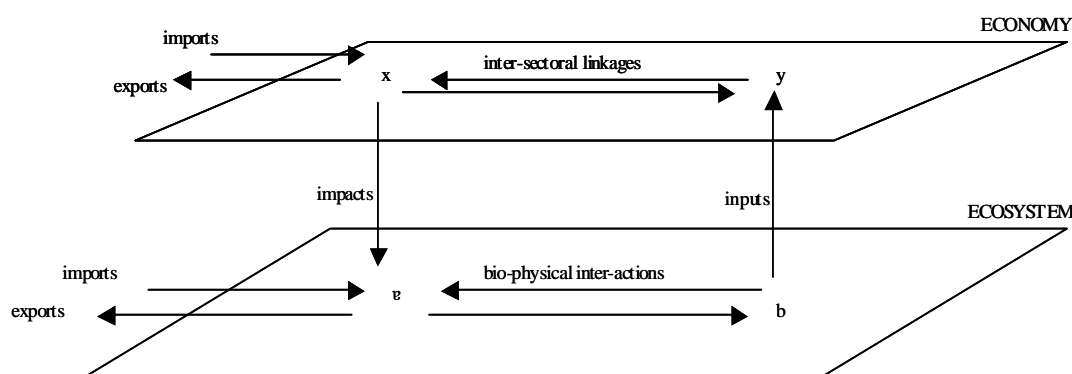 ECONOMY
imports
inter-sectoral linkages
x
y
exports
impacts
inputs
ECOSYSTEM
imports
bio-physical inter-actions
a
b
exports